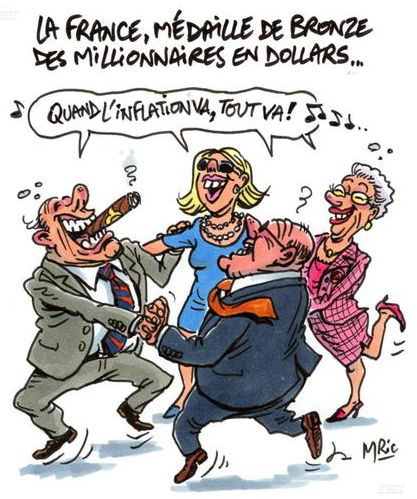 LA FRANCE, MÉDAILLE DE BRONZE
DES MILLIONNAIRES EN DOLLARS...
QUAND L'INFLATION VA, TOUT VA!
MRic